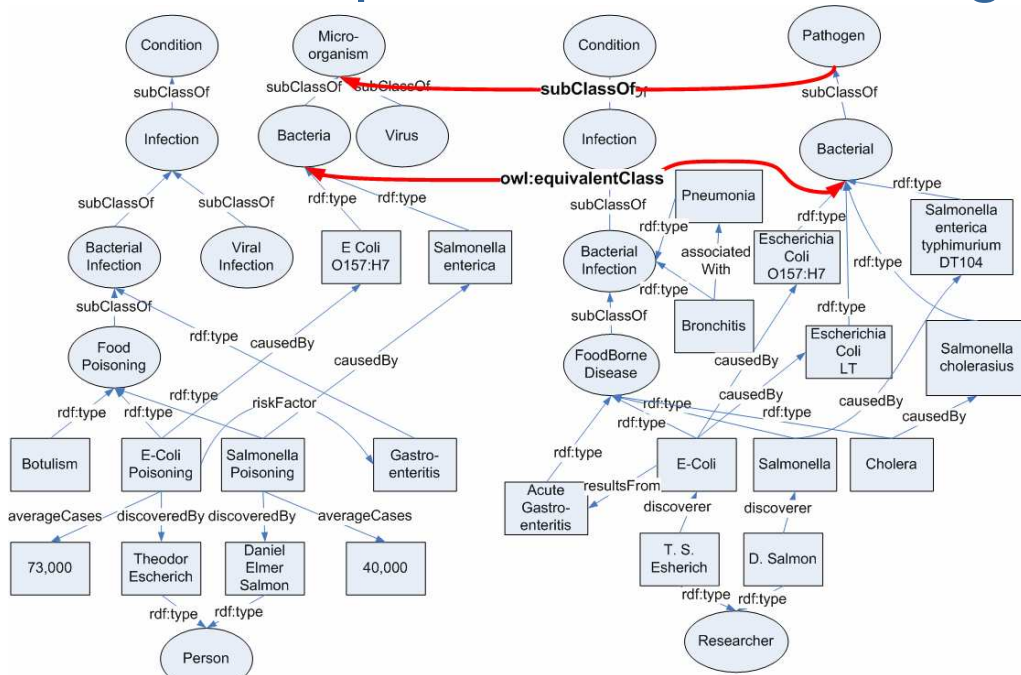 Condition
Micro-
organism
Condition
Pathogen
subClassOf
subClassOf
subClassOf
subClassOf
subClassOf
Infection
Bacteria
Virus
Infection
Bacterial
owl:equivalentClass
rdf:type
rdf:type
subClassOf
subClassOf
subClassOf
Pneumonia
rdf:type
rdf:type
Bacterial
Infection
Viral
Infection
E Coli
O157:H7
Salmonella
enterica
Bacterial
Infection
rdf:type
associated
With
Escherichia
Coli
O157:H7
Salmonella
enterica
typhimurium
DT104
rdf:type
rdf:type
subClassOf
subClassOf
rdf:type
Bronchitis
rdf:type
Escherichia
Coli
LT
Salmonella
cholerasius
Food
Poisoning
causedBy
causedBy
FoodBorne
Disease
causedBy
causedBy
causedBy
rdf:type
rdf:type
rdf:type
riskFactor
rdf:type
rdf:type
rdf:type
rdf:type
Botulism
E-Coli
Poisoning
Salmonella
Poisoning
Gastro-
enteritis
E-Coli
Salmonella
Cholera
resultsFrom
Acute
Gastro-
enteritis
averageCases
discoveredBy
discoveredBy
averageCases
discoverer
discoverer
73,000
Theodor
Escherich
Daniel
Elmer
Salmon
40,000
T. S.
Esherich
D. Salmon
rdf:type
rdf:type
rdf:type
rdf:type
Person
Researcher